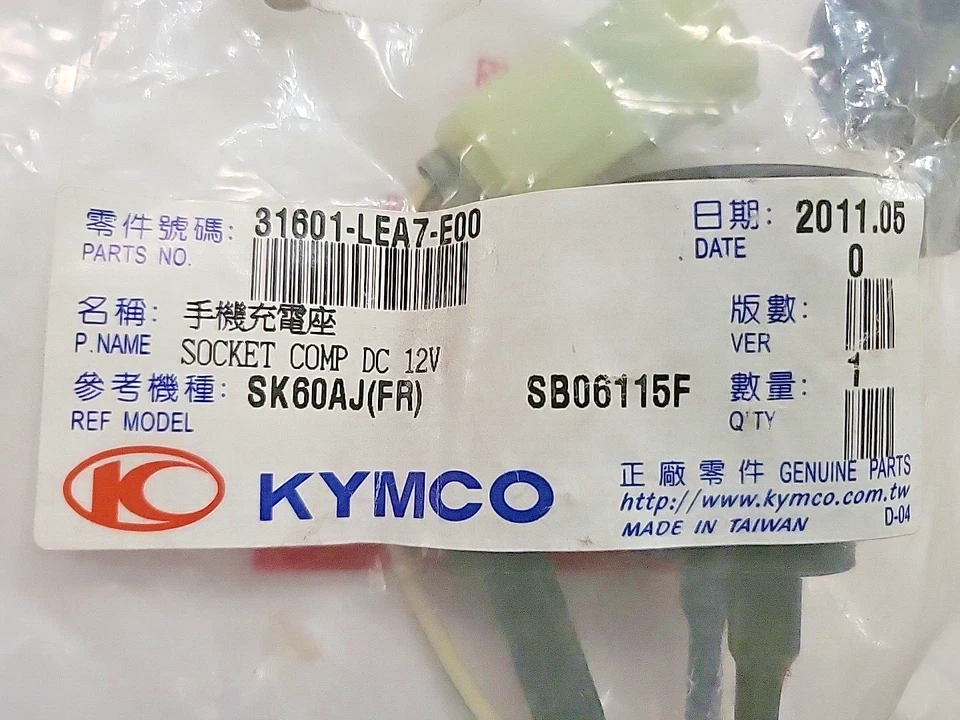 零件號碼: 31601-LEA7-E00
PARTS NO.
日期: 2011.05
DATE
0
名稱: 手機充電座
P.NAME SOCKET COMP DC 12V
版數:
VER
1
參考機種: SK60AJ(FR) SB06115F
REF MODEL
數量:
Q'TY
KYMCO
正廠零件 GENUINE PARTS
http://www.kymco.com.tw
MADE IN TAIWAN D-04